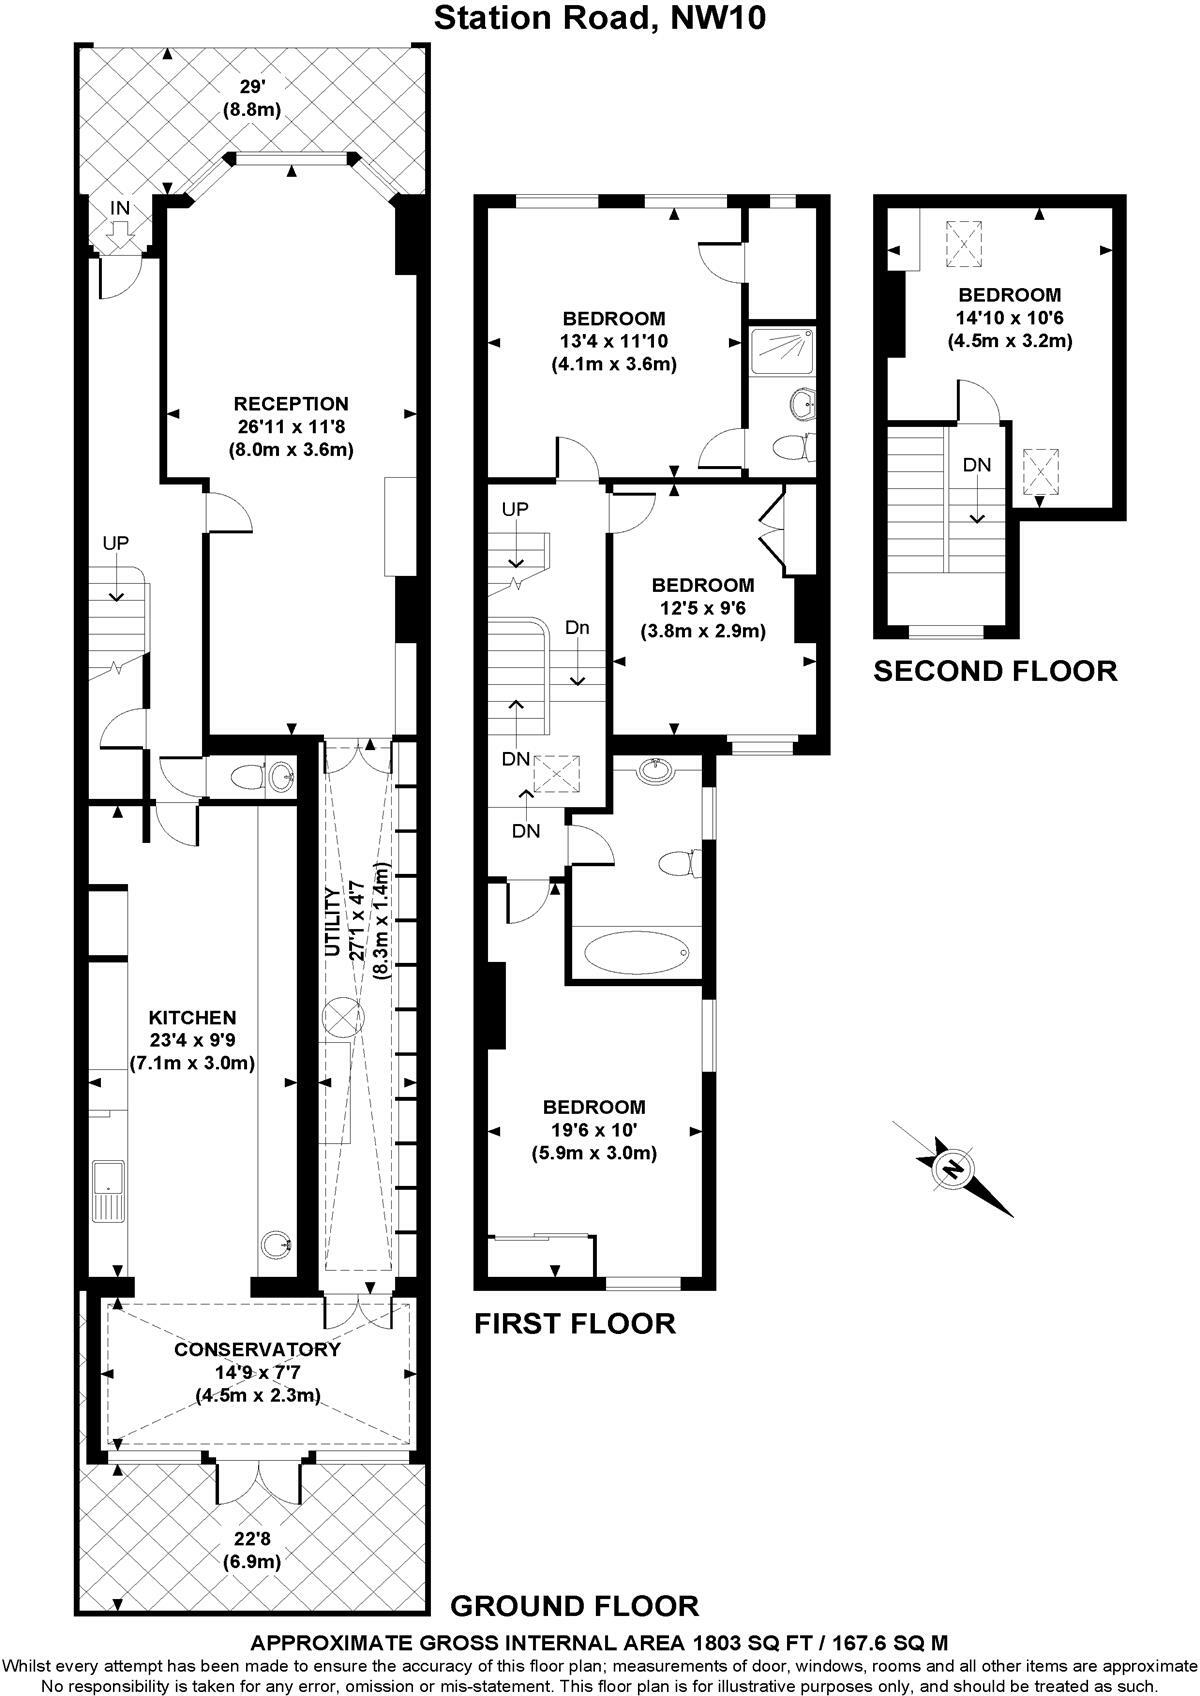 Station Road, NW10
29'
(8.8m)
IN
RECEPTION
26'11 x 11'8
(8.0m x 3.6m)
UP
UTILITY
27'1 x 4'7
(8.3m x 1.4m)
KITCHEN
23'4 x 9'9
(7.1m x 3.0m)
CONSERVATORY
14'9 x 7'7
(4.5m x 2.3m)
22'8
(6.9m)
GROUND FLOOR
BEDROOM
13'4 x 11'10
(4.1m x 3.6m)
UP
BEDROOM
12'5 x 9'6
(3.8m x 2.9m)
Dn
DN
DN
BEDROOM
19'6 x 10'
(5.9m x 3.0m)
FIRST FLOOR
BEDROOM
14'10 x 10'6
(4.5m x 3.2m)
DN
SECOND FLOOR
N
APPROXIMATE GROSS INTERNAL AREA 1803 SQ FT / 167.6 SQ M
Whilst every attempt has been made to ensure the accuracy of this floor plan; measurements of door, windows, rooms and all other items are approximate
No responsibility is taken for any error, omission or mis-statement. This floor plan is for illustrative purposes only, and should be treated as such.